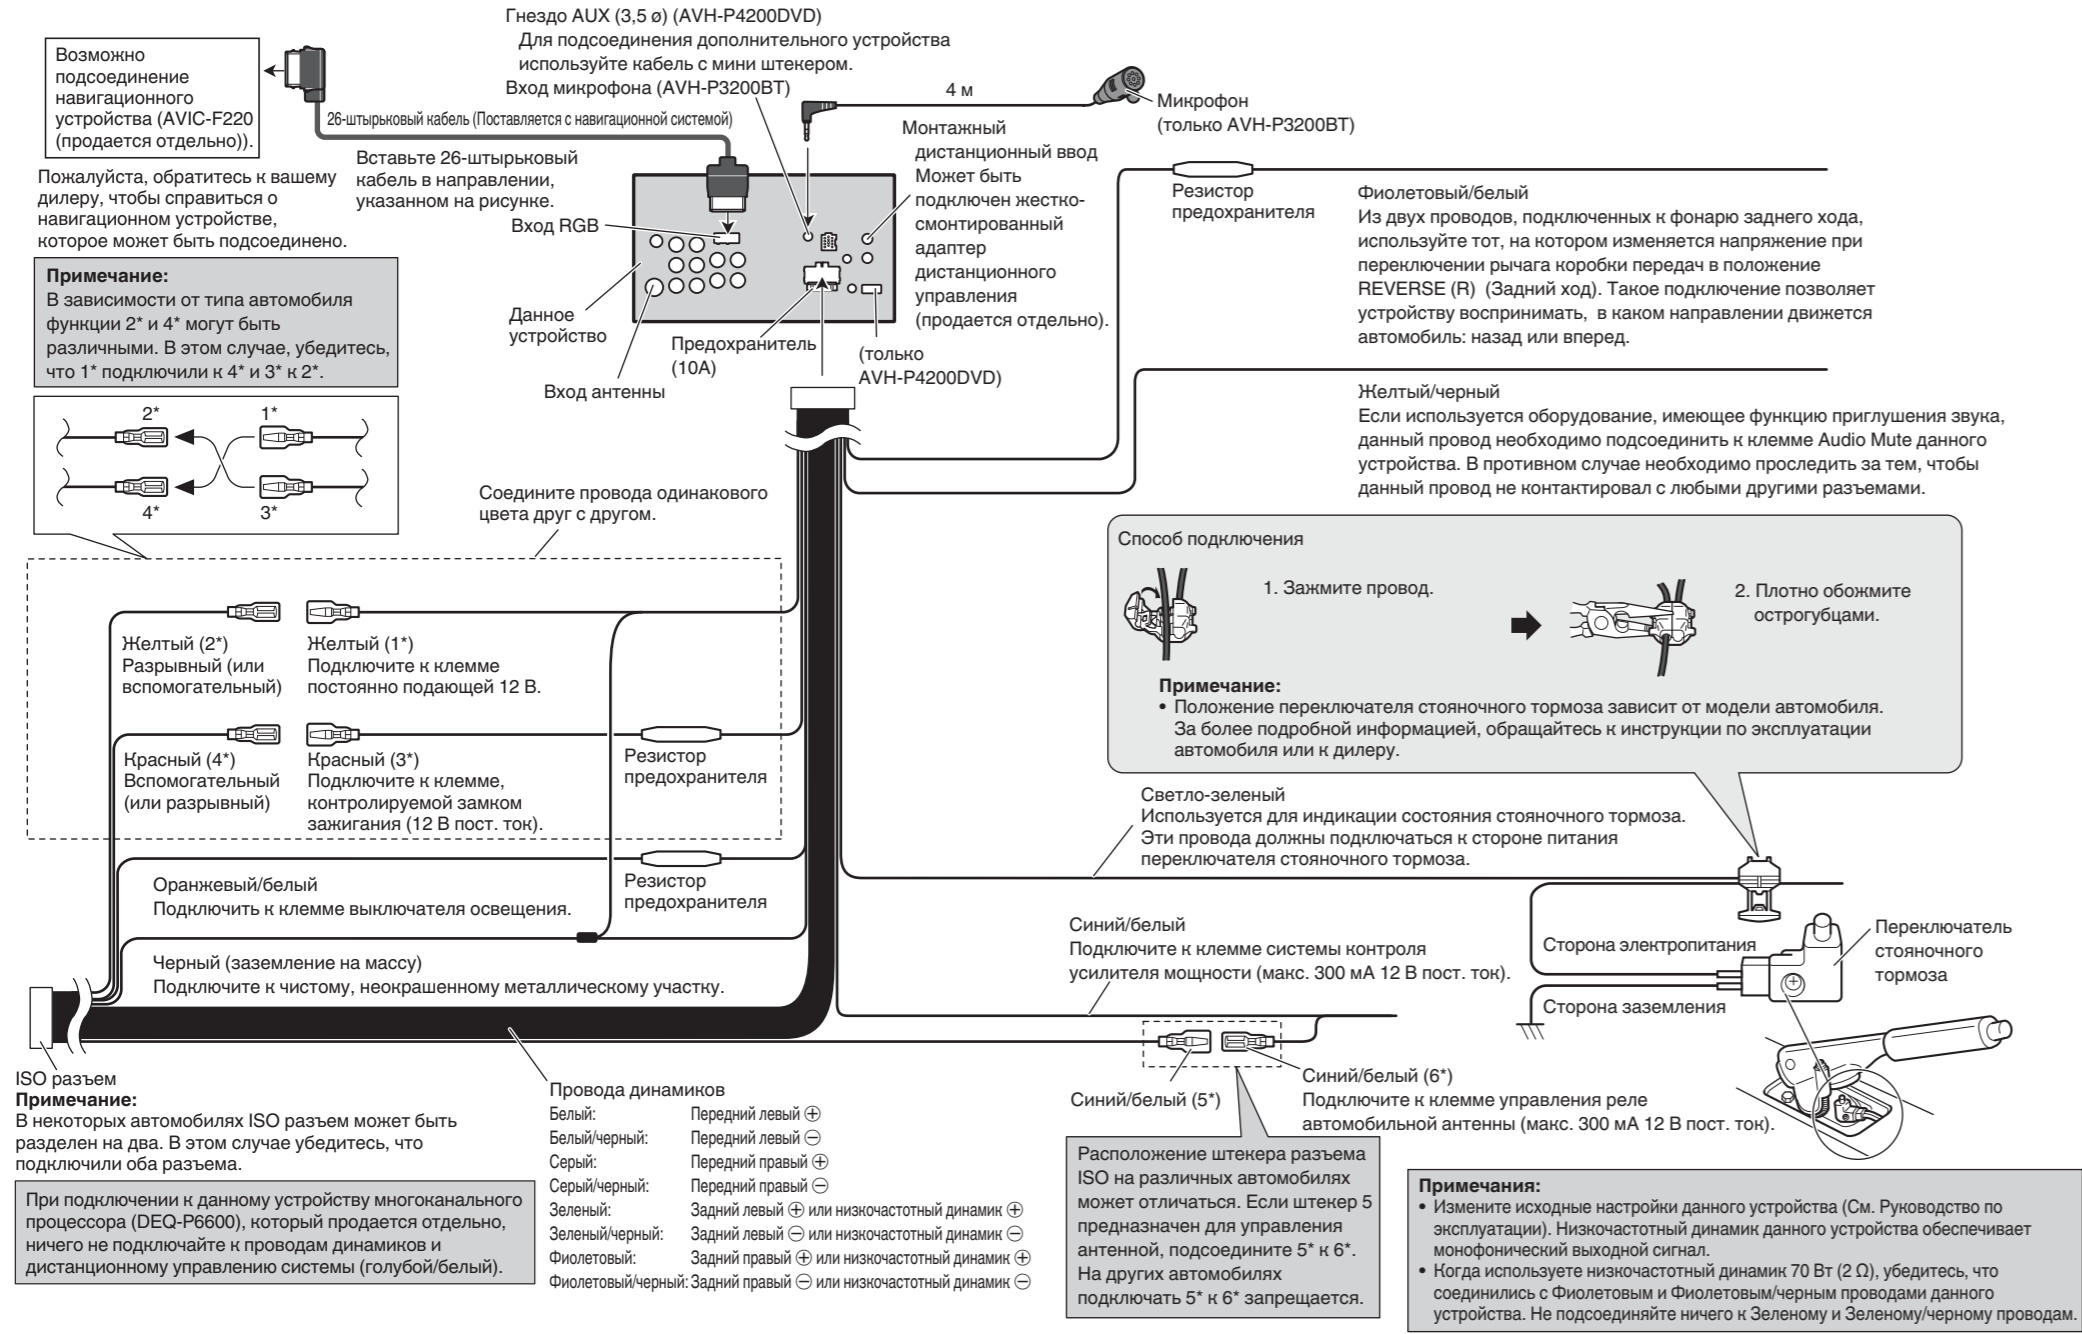 Гнездо AUX (3,5 ø) (AVH-P4200DVD)
Для подсоединения дополнительного устройства
используйте кабель с мини штекером.
Вход микрофона (AVH-P3200BT)
Возможно
подсоединение
навигационного
устройства (AVIC-F220
(продается отдельно)).
26-штырьковый кабель (Поставляется с навигационной системой)
4 м
Микрофон
(только AVH-P3200BT)
Пожалуйста, обратитесь к вашему
дилеру, чтобы справиться о
навигационном устройстве,
которое может быть подсоединено.
Вставьте 26-штырьковый
кабель в направлении,
указанном на рисунке.
Вход RGB
Монтажный
дистанционный ввод
Может быть
подключен жестко-
смонтированный
адаптер
дистанционного
управления
(продается отдельно).
Резистор
предохранителя
Фиолетовый/белый
Из двух проводов, подключенных к фонарю заднего хода,
используйте тот, на котором изменяется напряжение при
переключении рычага коробки передач в положение
REVERSE (R) (Задний ход). Такое подключение позволяет
устройству воспринимать, в каком направлении движется
автомобиль: назад или вперед.
Примечание:
В зависимости от типа автомобиля
функции 2* и 4* могут быть
различными. В этом случае, убедитесь,
что 1* подключили к 4* и 3* к 2*.
Данное
устройство
Предохранитель
(10A)
(только
AVH-P4200DVD)
Вход антенны
Желтый/черный
Если используется оборудование, имеющее функцию приглушения звука,
данный провод необходимо подсоединить к клемме Audio Mute данного
устройства. В противном случае необходимо проследить за тем, чтобы
данный провод не контактировал с любыми другими разъемами.
2*
1*
4*
3*
Соедините провода одинакового
цвета друг с другом.
Способ подключения
1. Зажмите провод.
2. Плотно обожмите
острогубцами.
Примечание:
• Положение переключателя стояночного тормоза зависит от модели автомобиля.
За более подробной информацией, обращайтесь к инструкции по эксплуатации
автомобиля или к дилеру.
Желтый (2*)
Разрывный (или
вспомогательный)
Желтый (1*)
Подключите к клемме
постоянно подающей 12 В.
Красный (4*)
Вспомогательный
(или разрывный)
Красный (3*)
Подключите к клемме,
контролируемой замком
зажигания (12 В пост. ток).
Резистор
предохранителя
Светло-зеленый
Используется для индикации состояния стояночного тормоза.
Эти провода должны подключаться к стороне питания
переключателя стояночного тормоза.
Оранжевый/белый
Подключить к клемме выключателя освещения.
Резистор
предохранителя
Синий/белый
Подключите к клемме системы контроля
усилителя мощности (макс. 300 мА 12 В пост. ток).
Сторона электропитания
Переключатель
стояночного
тормоза
Сторона заземления
Черный (заземление на массу)
Подключите к чистому, неокрашенному металлическому участку.
ISO разъем
Примечание:
В некоторых автомобилях ISO разъем может быть
разделен на два. В этом случае убедитесь, что
подключили оба разъема.
При подключении к данному устройству многоканального
процессора (DEQ-P6600), который продается отдельно,
ничего не подключайте к проводам динамиков и
дистанционному управлению системы (голубой/белый).
Провода динамиков
Белый: Передний левый ⊕
Белый/черный: Передний левый ⊖
Серый: Передний правый ⊕
Серый/черный: Передний правый ⊖
Зеленый: Задний левый ⊕ или низкочастотный динамик ⊕
Зеленый/черный: Задний левый ⊖ или низкочастотный динамик ⊖
Фиолетовый: Задний правый ⊕ или низкочастотный динамик ⊕
Фиолетовый/черный: Задний правый ⊖ или низкочастотный динамик ⊖
Синий/белый (5*)
Синий/белый (6*)
Подключите к клемме управления реле
автомобильной антенны (макс. 300 мА 12 В пост. ток).
Расположение штекера разъема
ISO на различных автомобилях
может отличаться. Если штекер 5
предназначен для управления
антенной, подсоедините 5* к 6*.
На других автомобилях
подключать 5* к 6* запрещается.
Примечания:
• Измените исходные настройки данного устройства (См. Руководство по
эксплуатации). Низкочастотный динамик данного устройства обеспечивает
монофонический выходной сигнал.
• Когда используете низкочастотный динамик 70 Вт (2 Ω), убедитесь, что
соединились с Фиолетовым и Фиолетовым/черным проводами данного
устройства. Не подсоединяйте ничего к Зеленому и Зеленому/черному проводам.